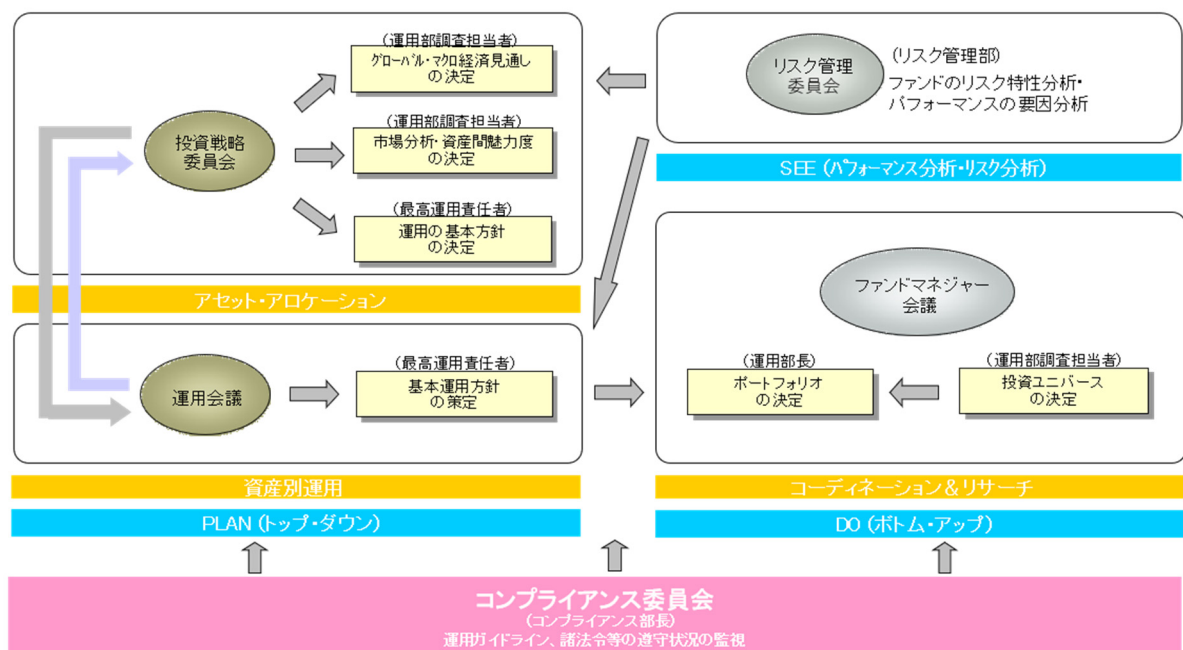 (運用部調査担当者)
グローバル・マクロ経済見通し
の決定
投資戦略
委員会
(運用部調査担当者)
市場分析・資産間魅力度
の決定
(最高運用責任者)
運用の基本方針
の決定
アセット・アロケーション
運用会議
(最高運用責任者)
基本運用方針
の策定
資産別運用
PLAN (トップ・ダウン)
リスク管理
委員会
(リスク管理部)
ファンドのリスク特性分析・
パフォーマンスの要因分析
SEE (パフォーマンス分析・リスク分析)
ファンドマネジャー
会議
(運用部長)
ポートフォリオ
の決定
(運用部調査担当者)
投資ユニバース
の決定
コーディネーション&リサーチ
DO (ボトム・アップ)
コンプライアンス委員会
(コンプライアンス部長)
運用ガイドライン、諸法令等の遵守状況の監視